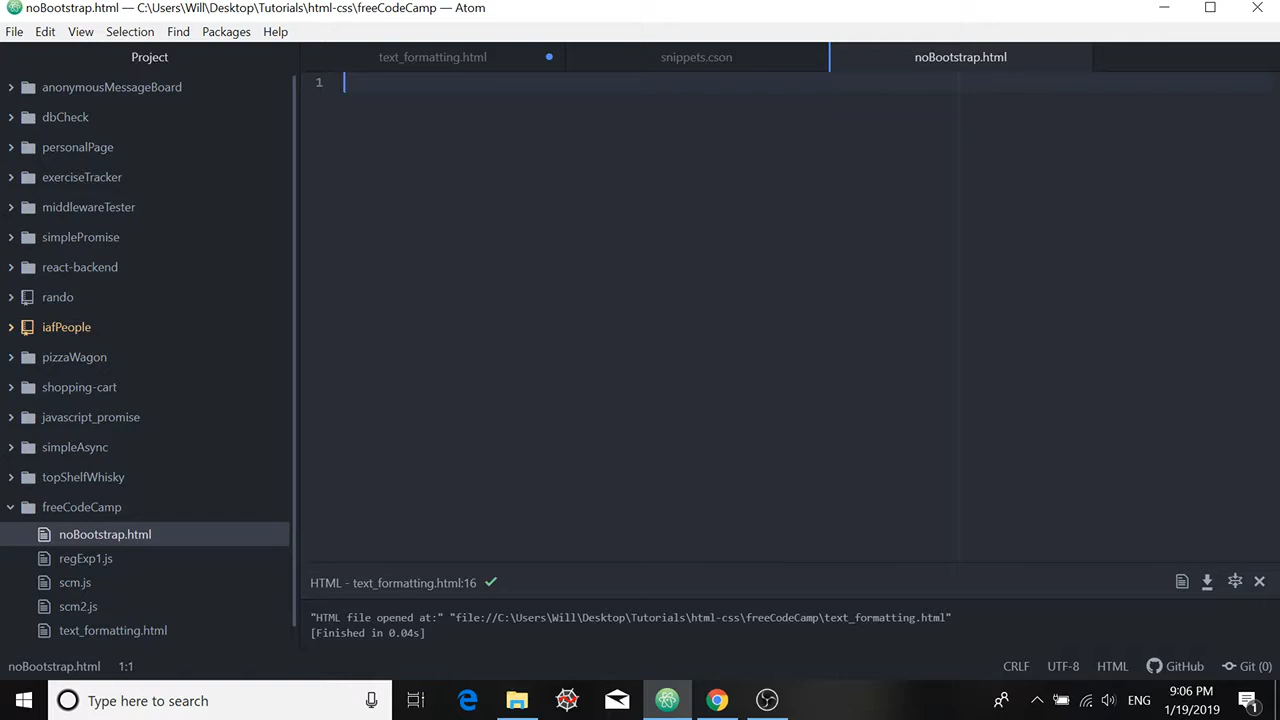 noBootstrap.html — C:\Users\Will\Desktop\Tutorials\html-css\freeCodeCamp — Atom
File Edit View Selection Find Packages Help
Project
text_formatting.html
snippets.cson
noBootstrap.html
1
anonymousMessageBoard
dbCheck
personalPage
exerciseTracker
middlewareTester
simplePromise
react-backend
rando
iafPeople
pizzaWagon
shopping-cart
javascript_promise
simpleAsync
topShelfWhisky
freeCodeCamp
noBootstrap.html
regExp1.js
scm.js
scm2.js
text_formatting.html
HTML - text_formatting.html:16
"HTML file opened at:" "file://C:\Users\Will\Desktop\Tutorials\html-css\freeCodeCamp\text_formatting.html"
[Finished in 0.04s]
noBootstrap.html 1:1 CRLF UTF-8 HTML GitHub Git (0)
Type here to search
ENG
9:06 PM
1/19/2019
1